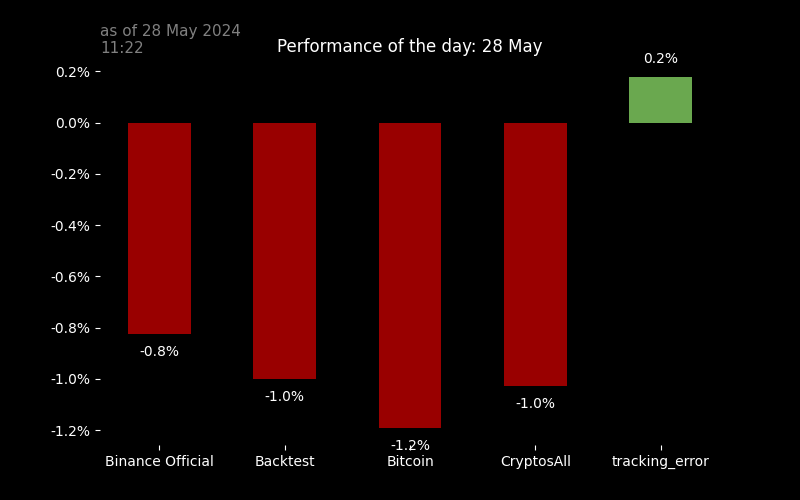 as of 28 May 2024
11:22
Performance of the day: 28 May
0.2%
0.2%
0.0%
-0.2%
-0.4%
-0.6%
-0.8%
-0.8%
-1.0%
-1.0%
-1.0%
-1.2%
-1.2%
Binance Official
Backtest
Bitcoin
CryptosAll
tracking_error